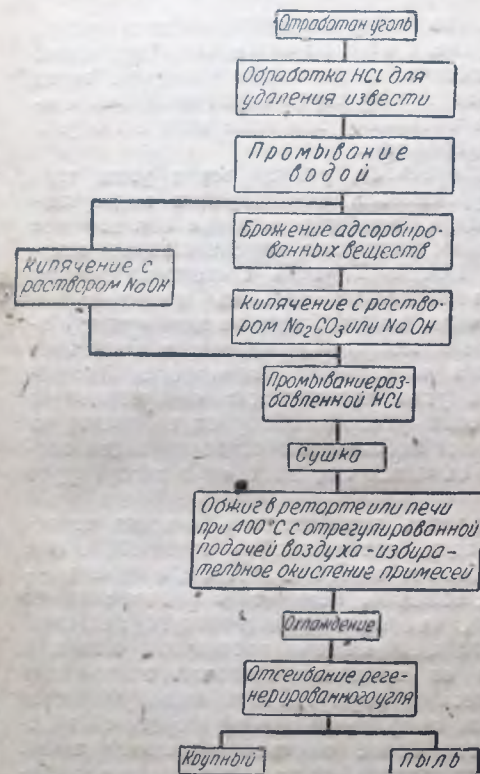 Отработан уголь
Обработка HCl для
удаления извести
Промывание
водой
Брожение адсорбиро-
ванных веществ
Кипячение с
раствором NaOH
Кипячение с раство-
ром Na₂CO₃ или NaOH
Промывание раз-
бавленной HCl
Сушка
Обжиг в реторте или печи
при 400°С с отрегулированной
подачей воздуха - избира-
тельное окисление примесей
Охлаждение
Отсеивание реге-
нерированного угля
Крупный
Пыль